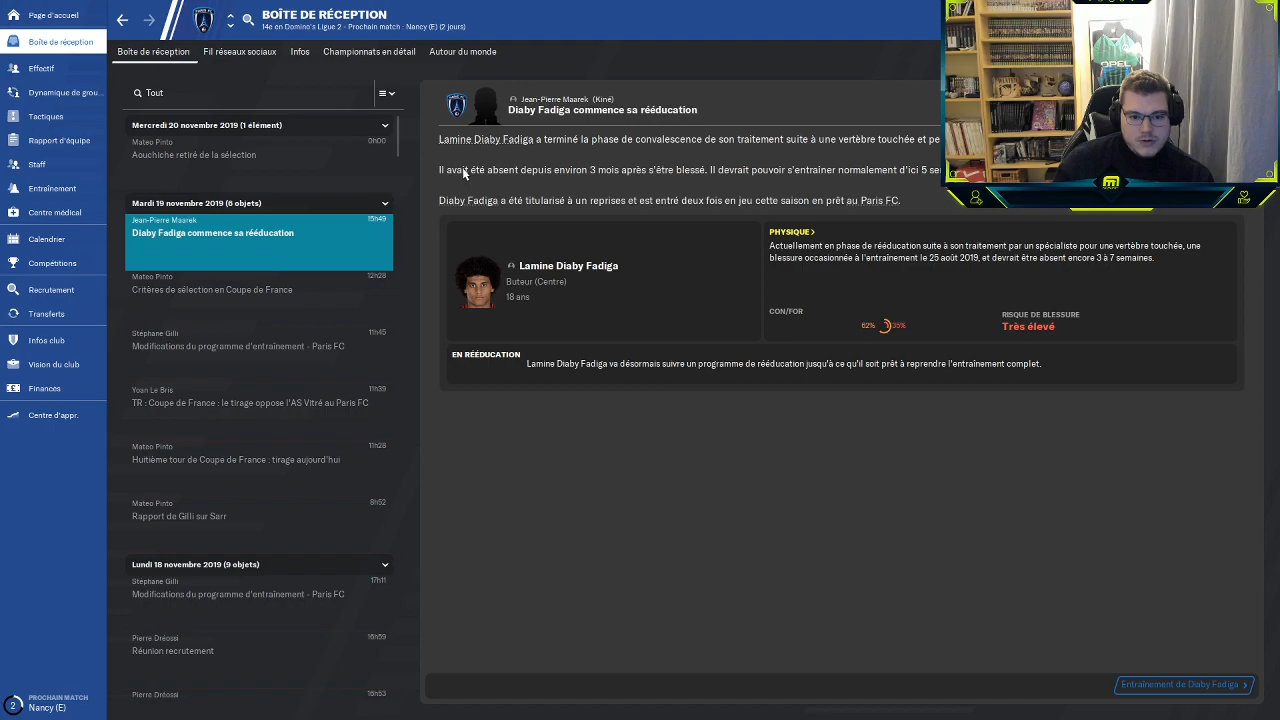 Page d'accueil
Boîte de réception
Effectif
Dynamique de grou...
Tactiques
Rapport d'équipe
Staff
Entraînement
Centre médical
Calendrier
Compétitions
Recrutement
Transferts
Infos club
Vision du club
Finances
Centre d'appr.
2
PROCHAIN MATCH
Nancy (E)
BOÎTE DE RÉCEPTION
14e en Domino's Ligue 2 - Prochain match : Nancy (E) (2 jours)
Boîte de réception Fil réseaux sociaux Infos Championnats en détail Autour du monde
Tout
Mercredi 20 novembre 2019 (1 élément)
Mateo Pinto 0h00
Aouchiche retiré de la sélection
Mardi 19 novembre 2019 (6 objets)
Jean-Pierre Maarek 15h49
Diaby Fadiga commence sa rééducation
Mateo Pinto 12h28
Critères de sélection en Coupe de France
Stéphane Gilli 11h45
Modifications du programme d'entraînement - Paris FC
Yoan Le Bris 11h39
TR : Coupe de France : le tirage oppose l'AS Vitré au Paris FC
Mateo Pinto 11h28
Huitième tour de Coupe de France : tirage aujourd'hui
Mateo Pinto 8h52
Rapport de Gilli sur Sarr
Lundi 18 novembre 2019 (9 objets)
Stéphane Gilli 17h11
Modifications du programme d'entraînement - Paris FC
Pierre Dréossi 16h59
Réunion recrutement
Pierre Dréossi 16h53
Jean-Pierre Maarek (Kiné)
Diaby Fadiga commence sa rééducation
Lamine Diaby Fadiga a terminé la phase de convalescence de son traitement suite à une vertèbre touchée et pe
Il avait été absent depuis environ 3 mois après s'être blessé. Il devrait pouvoir s'entraîner normalement d'ici 5 se
Diaby Fadiga a été titularisé à un reprises et est entré deux fois en jeu cette saison en prêt au Paris FC.
Lamine Diaby Fadiga
Buteur (Centre)
18 ans
PHYSIQUE
Actuellement en phase de rééducation suite à son traitement par un spécialiste pour une vertèbre touchée, une
blessure occasionnée à l'entraînement le 25 août 2019, et devrait être absent encore 3 à 7 semaines.
CON/FOR
62% 35%
RISQUE DE BLESSURE
Très élevé
EN RÉÉDUCATION
Lamine Diaby Fadiga va désormais suivre un programme de rééducation jusqu'à ce qu'il soit prêt à reprendre l'entraînement complet.
Entraînement de Diaby Fadiga
OPEL